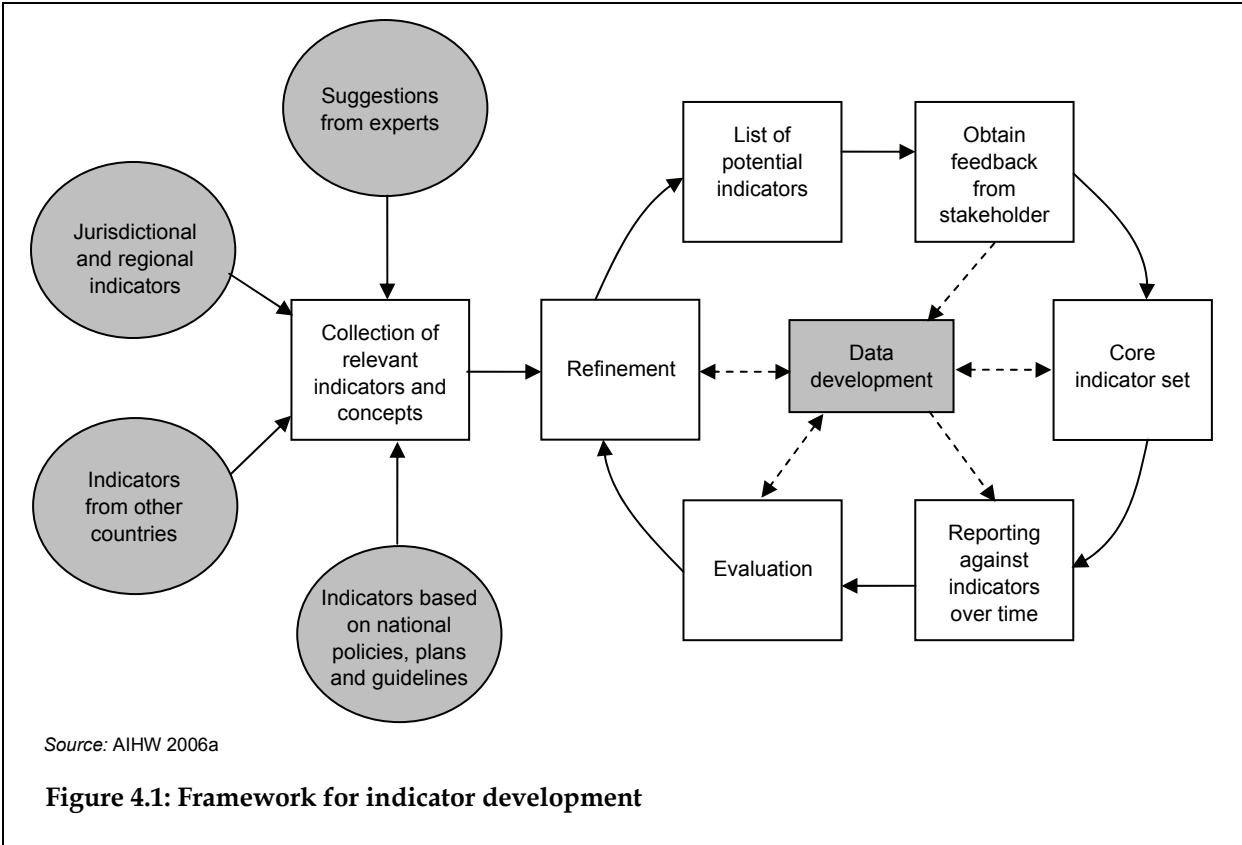 Suggestions
from experts
Jurisdictional
and regional
indicators
Indicators
from other
countries
Indicators based
on national
policies, plans
and guidelines
Collection of
relevant
indicators and
concepts
Refinement
List of
potential
indicators
Obtain
feedback
from
stakeholder
Data
development
Core
indicator set
Reporting
against
indicators
over time
Evaluation
Source: AIHW 2006a
Figure 4.1: Framework for indicator development